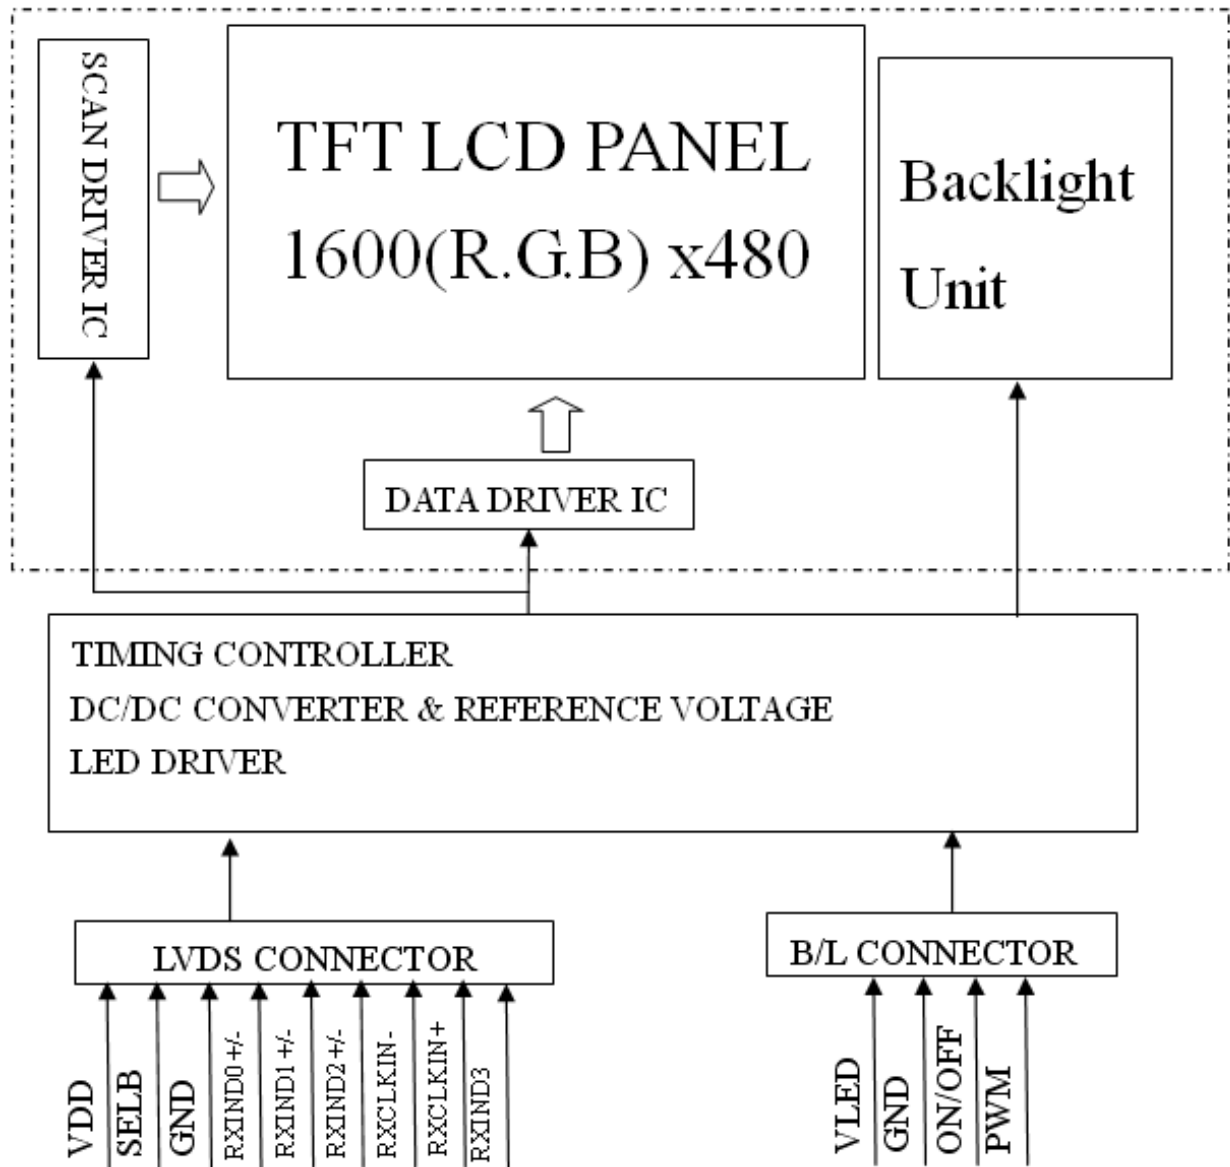 SCAN DRIVER IC
TFT LCD PANEL
1600(R.G.B) x480
Backlight
Unit
DATA DRIVER IC
TIMING CONTROLLER
DC/DC CONVERTER & REFERENCE VOLTAGE
LED DRIVER
LVDS CONNECTOR
B/L CONNECTOR
VDD
SELB
GND
RXIND0+/-
RXIND1+/-
RXIND2+/-
RXCLKIN-
RXCLKIN+
RXIND3
VLED
GND
ON/OFF
PWM